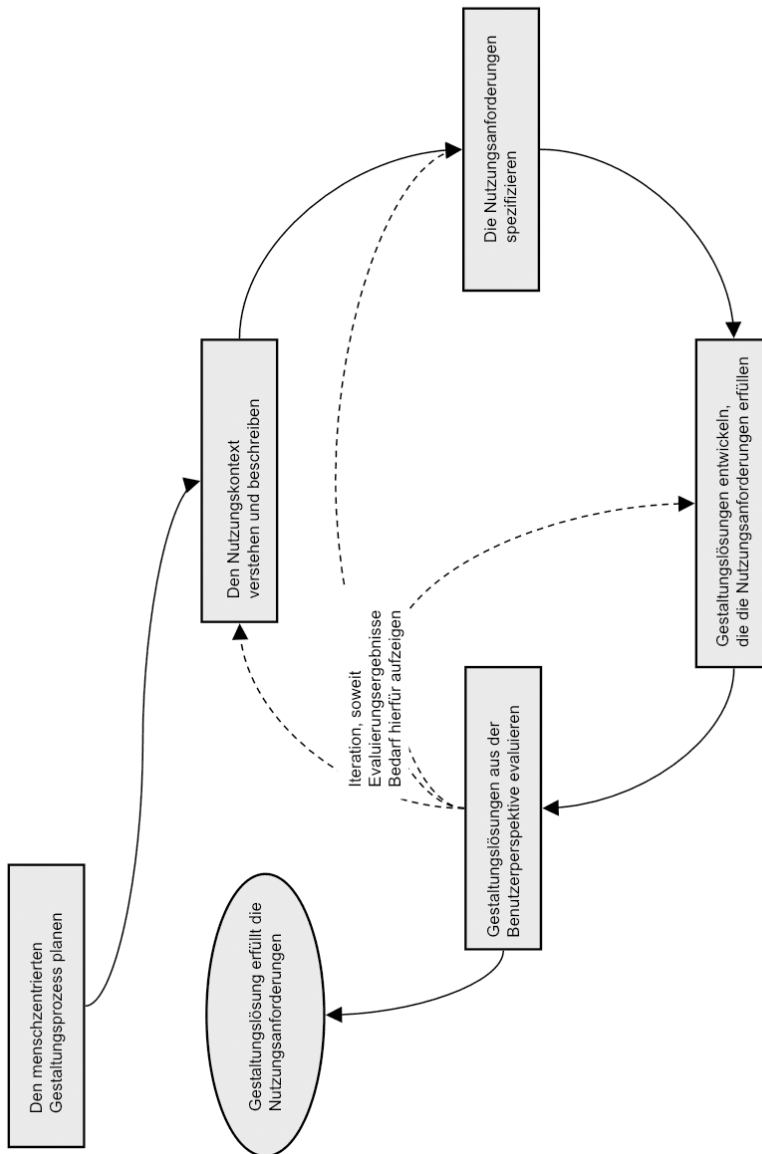 Den menschzentrierten
Gestaltungsprozess planen
Den Nutzungskontext
verstehen und beschreiben
Die Nutzungsanforderungen
spezifizieren
Gestaltungslösungen entwickeln,
die die Nutzungsanforderungen erfüllen
Gestaltungslösungen aus der
Benutzerperspektive evaluieren
Iteration, soweit
Evaluierungsergebnisse
Bedarf hierfür aufzeigen
Gestaltungslösung erfüllt die
Nutzungsanforderungen